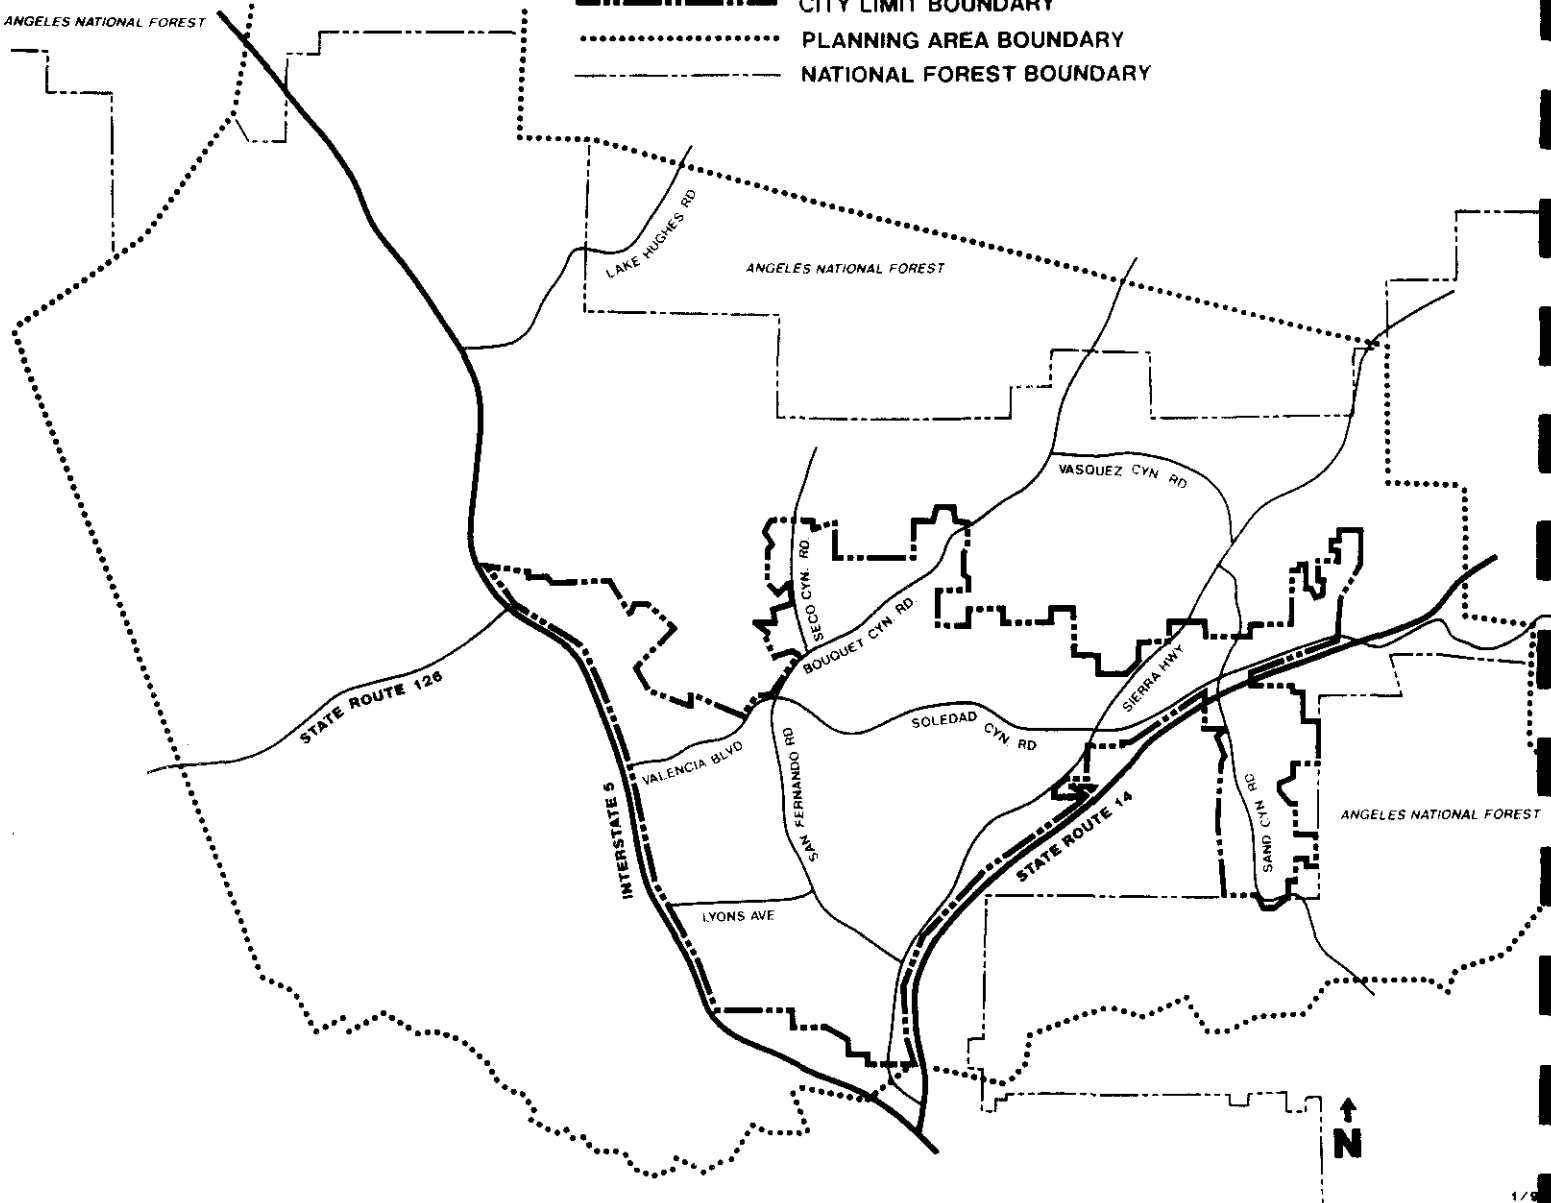 CITY LIMIT BOUNDARY
ANGELES NATIONAL FOREST
PLANNING AREA BOUNDARY
NATIONAL FOREST BOUNDARY
LAKE HUGHES RD
ANGELES NATIONAL FOREST
VASQUEZ CYN RD
SECO CYN. RD.
BOUQUET CYN. RD.
SIERRA HWY
STATE ROUTE 126
SOLEDAD CYN RD
VALENCIA BLVD
SAN FERNANDO RD
INTERSTATE 5
STATE ROUTE 14
SAND CYN RD
ANGELES NATIONAL FOREST
LYONS AVE
N